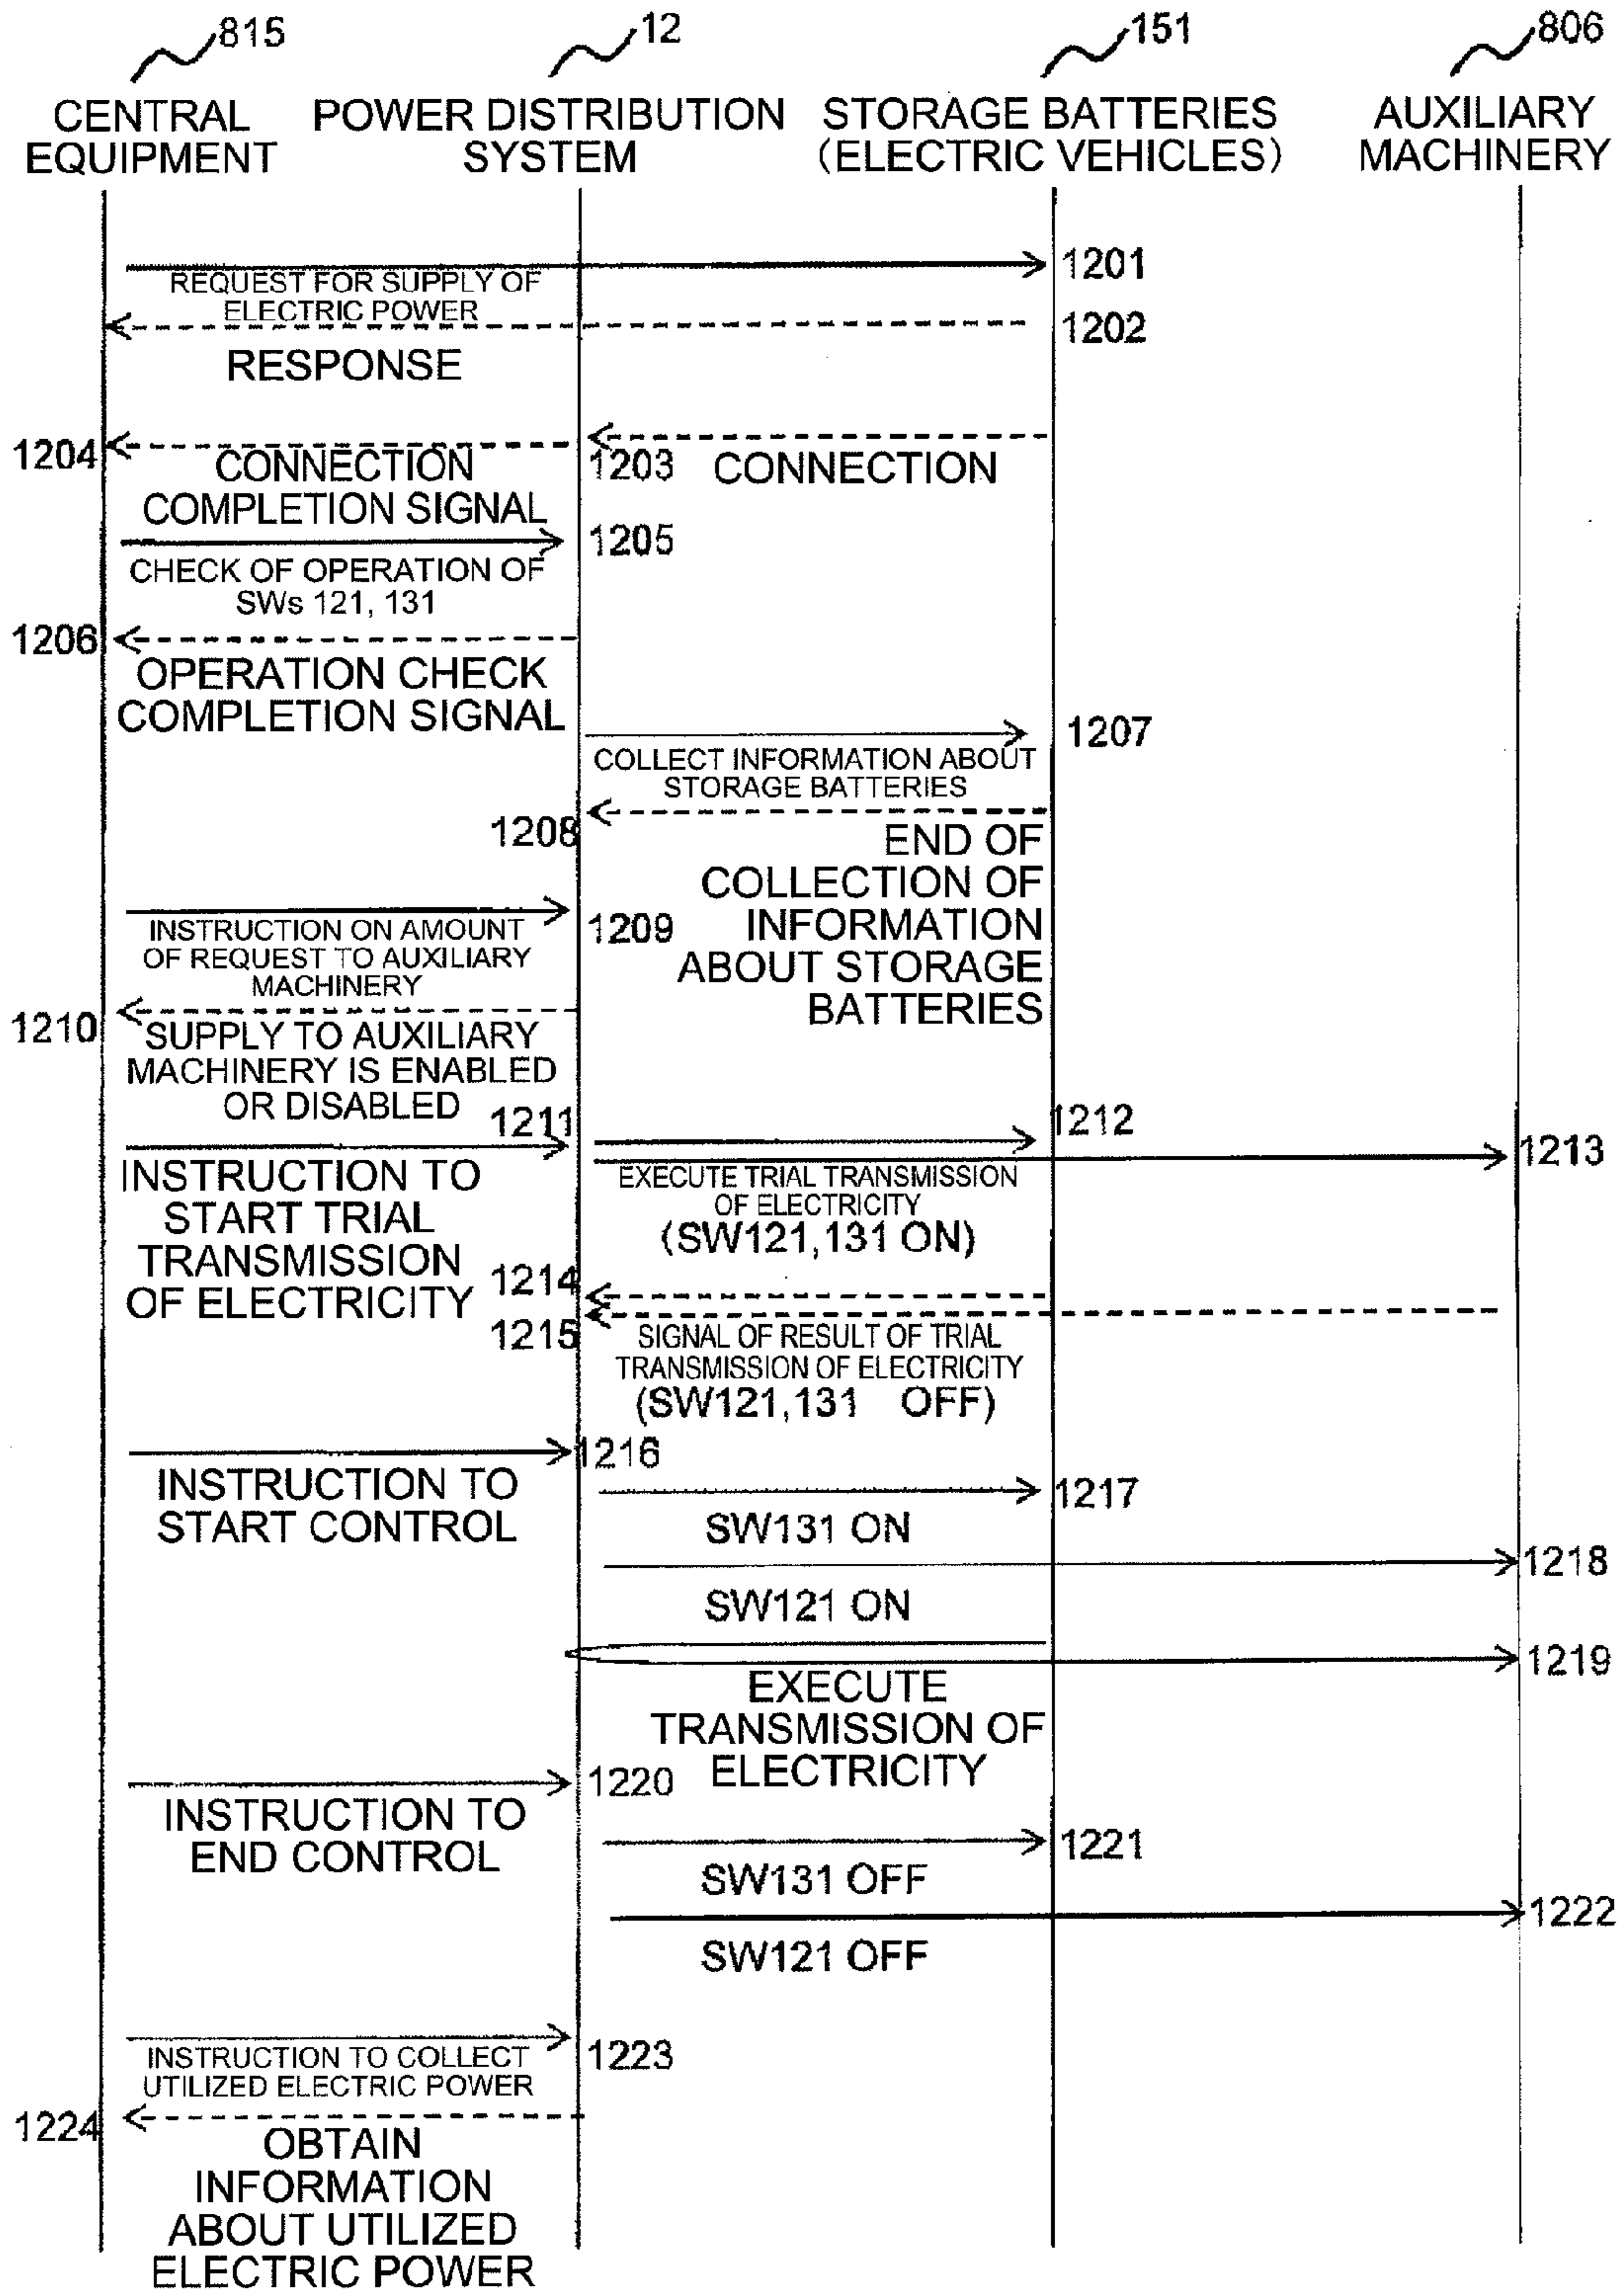 815
12
151
806
CENTRAL
EQUIPMENT
POWER DISTRIBUTION
SYSTEM
STORAGE BATTERIES
(ELECTRIC VEHICLES)
AUXILIARY
MACHINERY
1201
REQUEST FOR SUPPLY OF
ELECTRIC POWER
1202
RESPONSE
1204
CONNECTION
COMPLETION SIGNAL
1203
CONNECTION
1205
CHECK OF OPERATION OF
SWs 121, 131
1206
OPERATION CHECK
COMPLETION SIGNAL
1207
COLLECT INFORMATION ABOUT
STORAGE BATTERIES
1208
END OF
COLLECTION OF
INFORMATION
ABOUT STORAGE
BATTERIES
1209
INSTRUCTION ON AMOUNT
OF REQUEST TO AUXILIARY
MACHINERY
1210
SUPPLY TO AUXILIARY
MACHINERY IS ENABLED
OR DISABLED
1211
INSTRUCTION TO
START TRIAL
TRANSMISSION
OF ELECTRICITY
1212
1213
EXECUTE TRIAL TRANSMISSION
OF ELECTRICITY
(SW121,131 ON)
1214
1215
SIGNAL OF RESULT OF TRIAL
TRANSMISSION OF ELECTRICITY
(SW121,131 OFF)
1216
INSTRUCTION TO
START CONTROL
1217
SW131 ON
1218
SW121 ON
1219
EXECUTE
TRANSMISSION OF
ELECTRICITY
1220
INSTRUCTION TO
END CONTROL
1221
SW131 OFF
1222
SW121 OFF
1223
INSTRUCTION TO COLLECT
UTILIZED ELECTRIC POWER
1224
OBTAIN
INFORMATION
ABOUT UTILIZED
ELECTRIC POWER